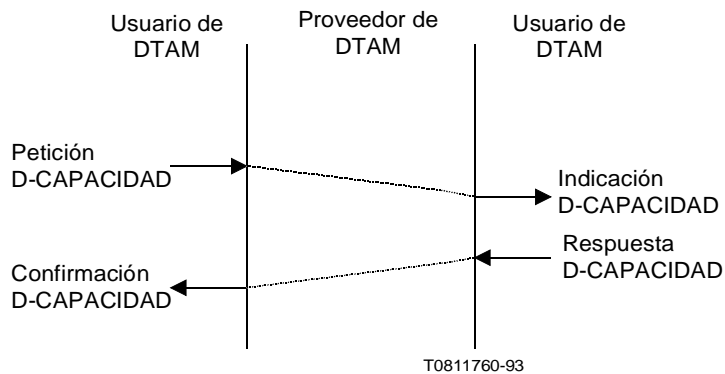 Usuario de
DTAM
Proveedor de
DTAM
Usuario de
DTAM
Petición
D-CAPACIDAD
Indicación
D-CAPACIDAD
Respuesta
D-CAPACIDAD
Confirmación
D-CAPACIDAD
T0811760-93